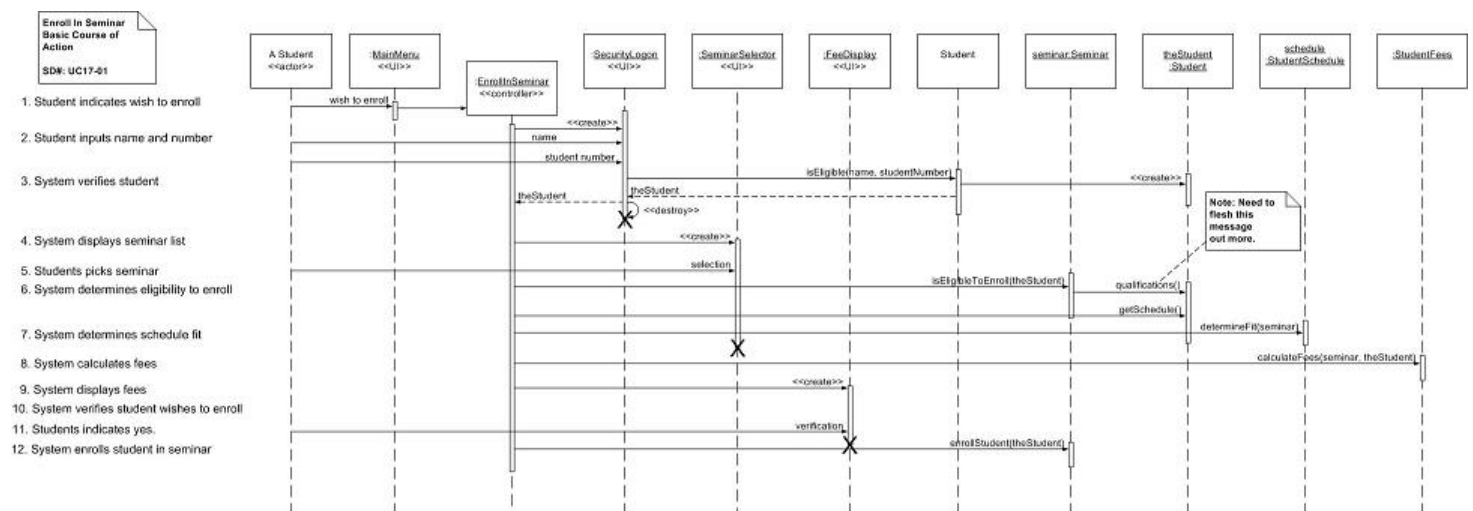 Enroll In Seminar
Basic Course of
Action
SD#: UC17-01
A Student
<<actor>>
:MainMenu
<<UI>>
:EnrollInSeminar
<<controller>>
:SecurityLogon
<<UI>>
:SeminarSelector
<<UI>>
:FeeDisplay
<<UI>>
Student
seminar:Seminar
theStudent
:Student
schedule
:StudentSchedule
:StudentFees
1. Student indicates wish to enroll
wish to enroll
<<create>>
2. Student inputs name and number
name
student number
3. System verifies student
isEligible(name, studentNumber)
<<create>>
theStudent
theStudent
<<destroy>>
Note: Need to
flesh this
message
out more.
4. System displays seminar list
<<create>>
5. Students picks seminar
selection
6. System determines eligibility to enroll
isEligibleToEnroll(theStudent)
qualifications()
getSchedule()
7. System determines schedule fit
determineFit(seminar)
8. System calculates fees
calculateFees(seminar, theStudent)
9. System displays fees
<<create>>
10. System verifies student wishes to enroll
11. Students indicates yes.
verification
12. System enrolls student in seminar
enrollStudent(theStudent)